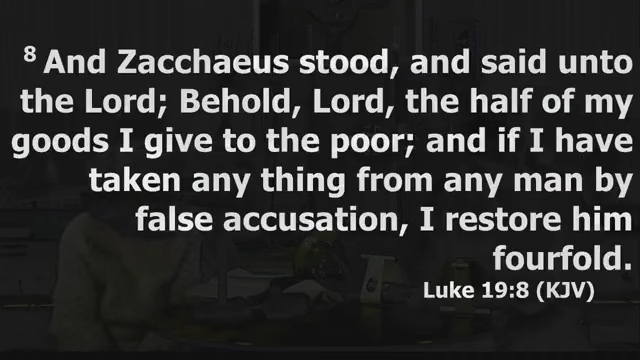 8 And Zacchaeus stood, and said unto
the Lord; Behold, Lord, the half of my
goods I give to the poor; and if I have
taken any thing from any man by
false accusation, I restore him
fourfold.
Luke 19:8 (KJV)